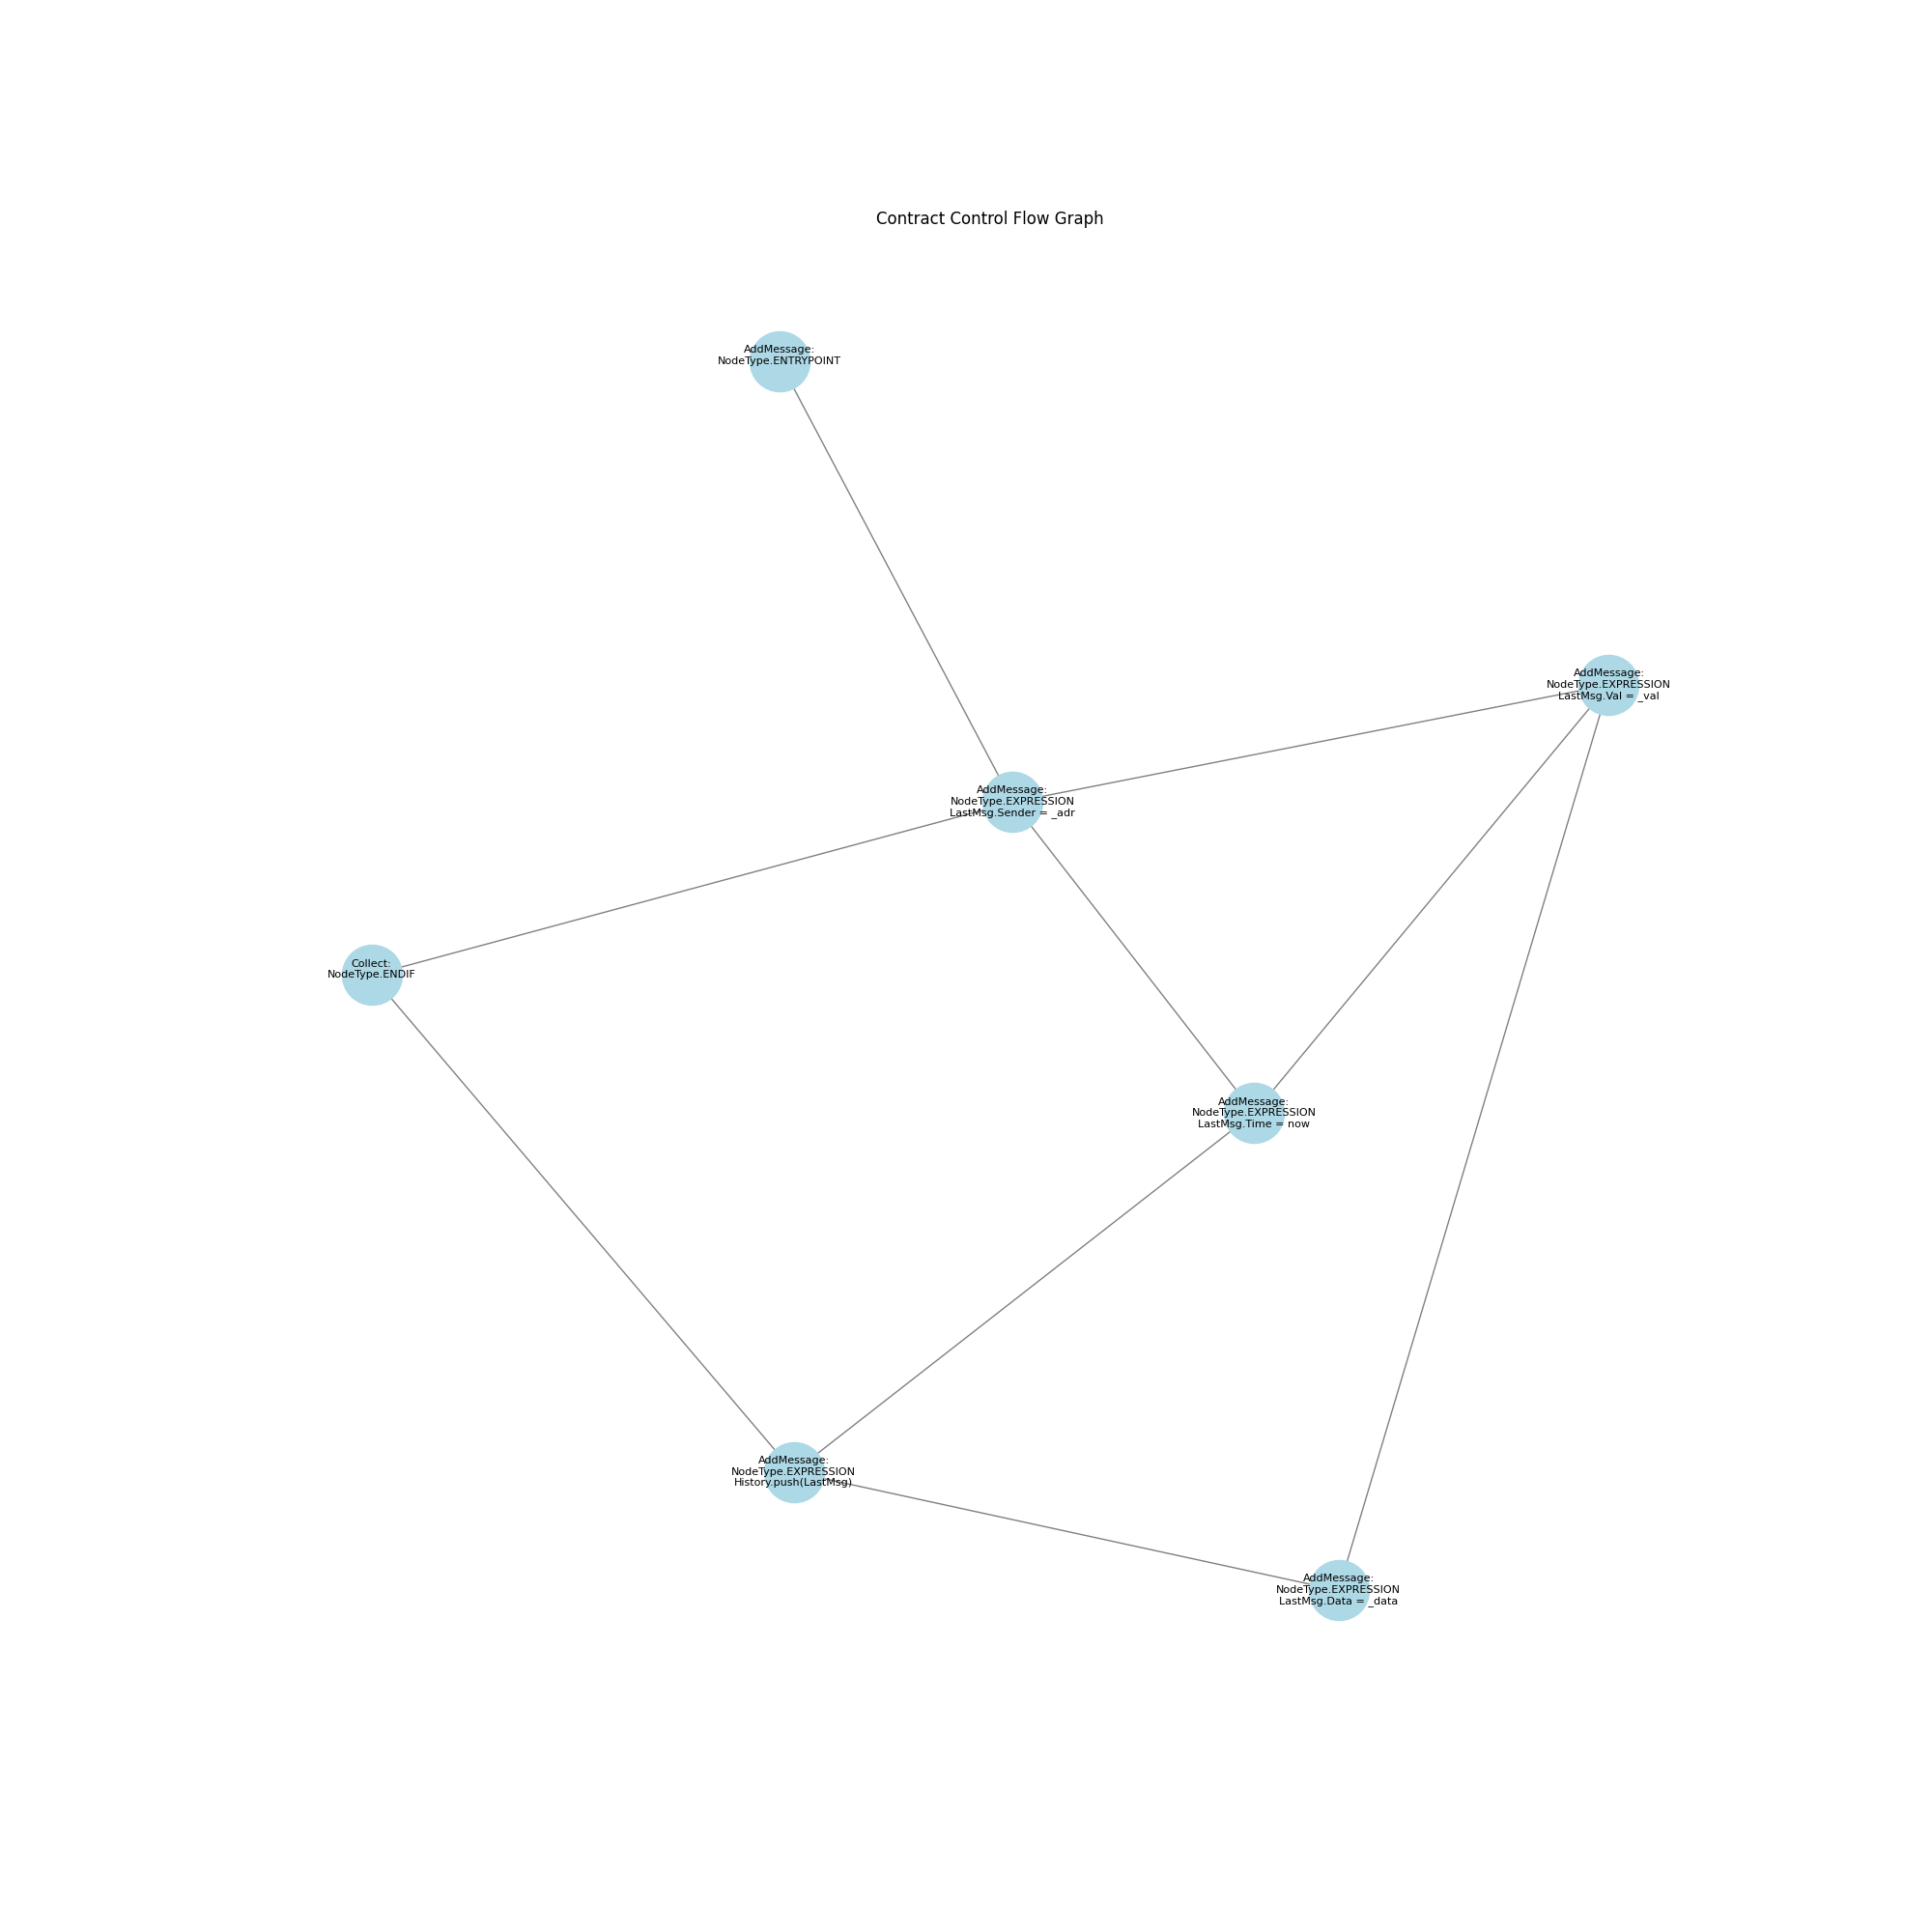 Contract Control Flow Graph
AddMessage:
NodeType.ENTRYPOINT
AddMessage:
NodeType.EXPRESSION
LastMsg.Val = _val
AddMessage:
NodeType.EXPRESSION
LastMsg.Sender = _adr
Collect:
NodeType.ENDIF
AddMessage:
NodeType.EXPRESSION
LastMsg.Time = now
AddMessage:
NodeType.EXPRESSION
History.push(LastMsg)
AddMessage:
NodeType.EXPRESSION
LastMsg.Data = _data